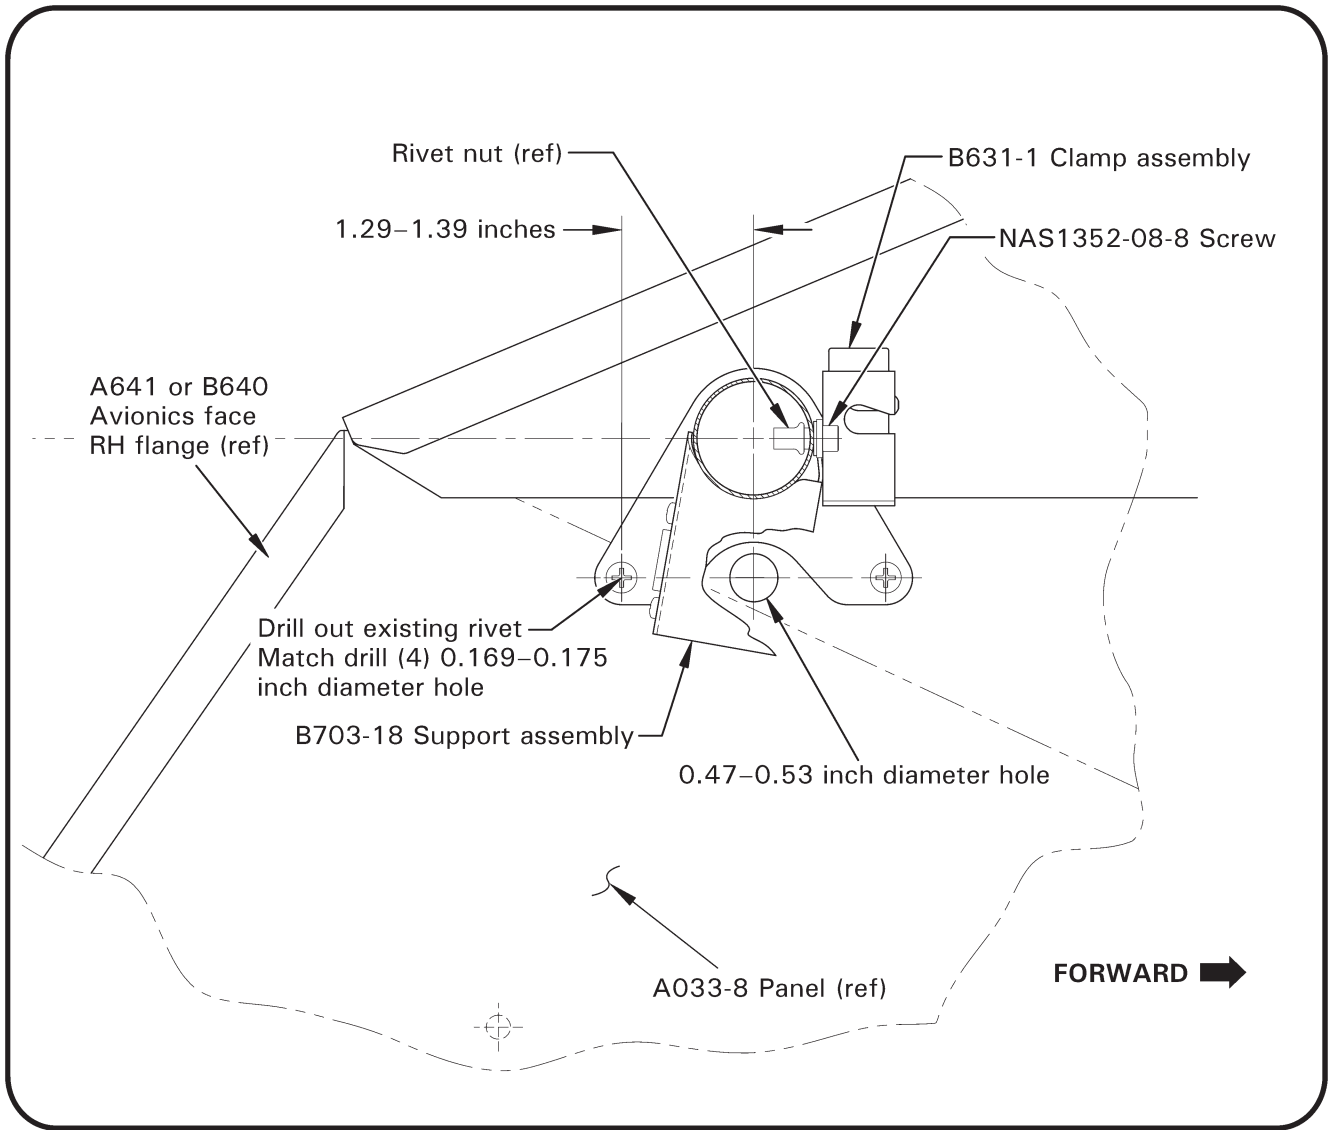 Rivet nut (ref)
B631-1 Clamp assembly
1.29–1.39 inches
NAS1352-08-8 Screw
A641 or B640
Avionics face
RH flange (ref)
Drill out existing rivet
Match drill (4) 0.169–0.175
inch diameter hole
B703-18 Support assembly
0.47–0.53 inch diameter hole
A033-8 Panel (ref)
FORWARD